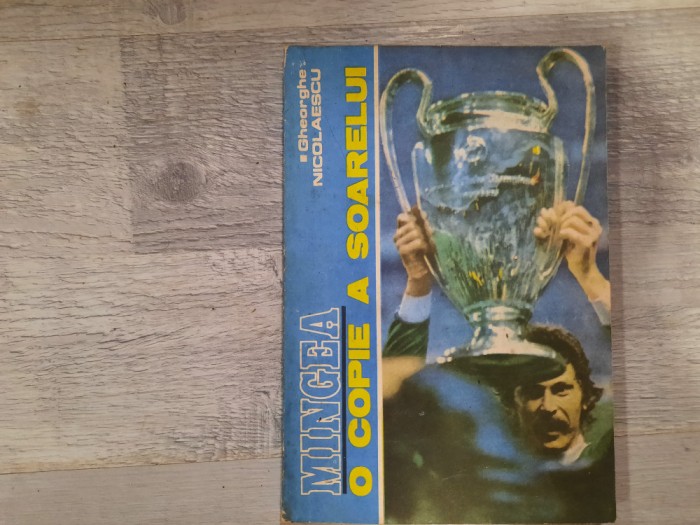 ■ Gheorghe
NICOLAESCU
MINGEA
O COPIE A SOARELUI